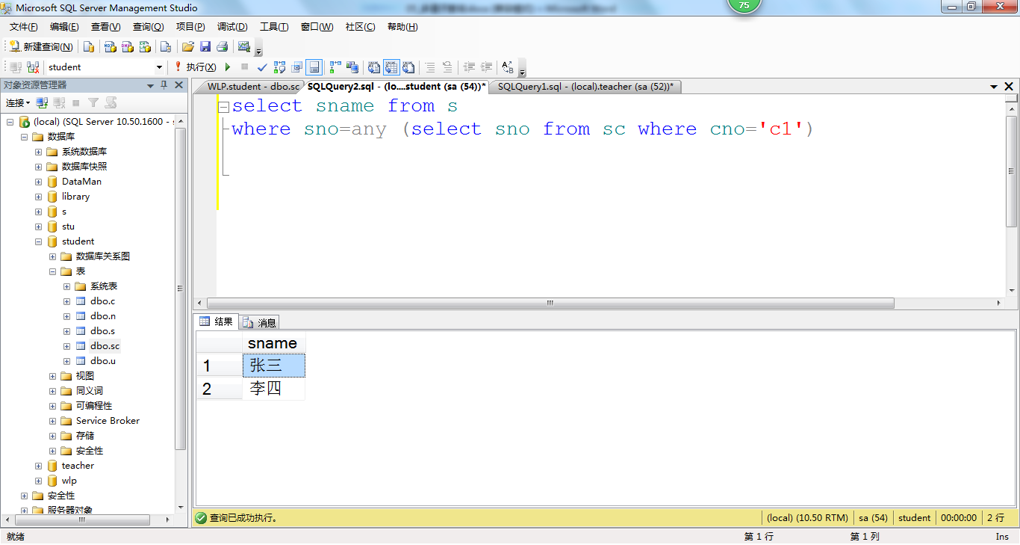 Microsoft SQL Server Management Studio
75
文件(F) 编辑(E) 查看(V) 查询(Q) 项目(P) 调试(D) 工具(T) 窗口(W) 社区(C) 帮助(H)
新建查询(N)
student 执行(X)
对象资源管理器
连接
(local) (SQL Server 10.50.1600 - s
数据库
系统数据库
数据库快照
DataMan
library
s
stu
student
数据库关系图
表
系统表
dbo.c
dbo.n
dbo.s
dbo.sc
dbo.u
视图
同义词
可编程性
Service Broker
存储
安全性
teacher
wlp
安全性
服务器对象
WLP.student - dbo.sc SQLQuery2.sql - (lo....student (sa (54))* SQLQuery1.sql - (local).teacher (sa (52))*
select sname from s
where sno=any (select sno from sc where cno='c1')
结果 消息
sname
1 张三
2 李四
查询已成功执行。 (local) (10.50 RTM) sa (54) student 00:00:00 2 行
就绪 第 1 行 第 1 列 Ins